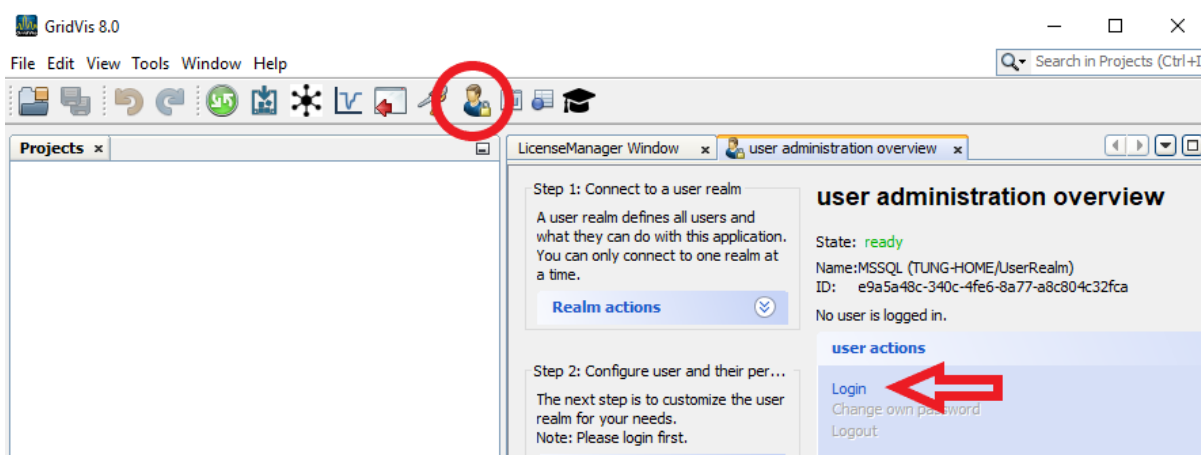 GridVis 8.0
File Edit View Tools Window Help
Search in Projects (Ctrl+I
Projects x
LicenseManager Window x
user administration overview x
Step 1: Connect to a user realm
A user realm defines all users and
what they can do with this application.
You can only connect to one realm at
a time.
Realm actions
Step 2: Configure user and their per...
The next step is to customize the user
realm for your needs.
Note: Please login first.
user administration overview
State: ready
Name:MSSQL (TUNG-HOME/UserRealm)
ID: e9a5a48c-340c-4fe6-8a77-a8c804c32fca
No user is logged in.
user actions
Login
Change own password
Logout